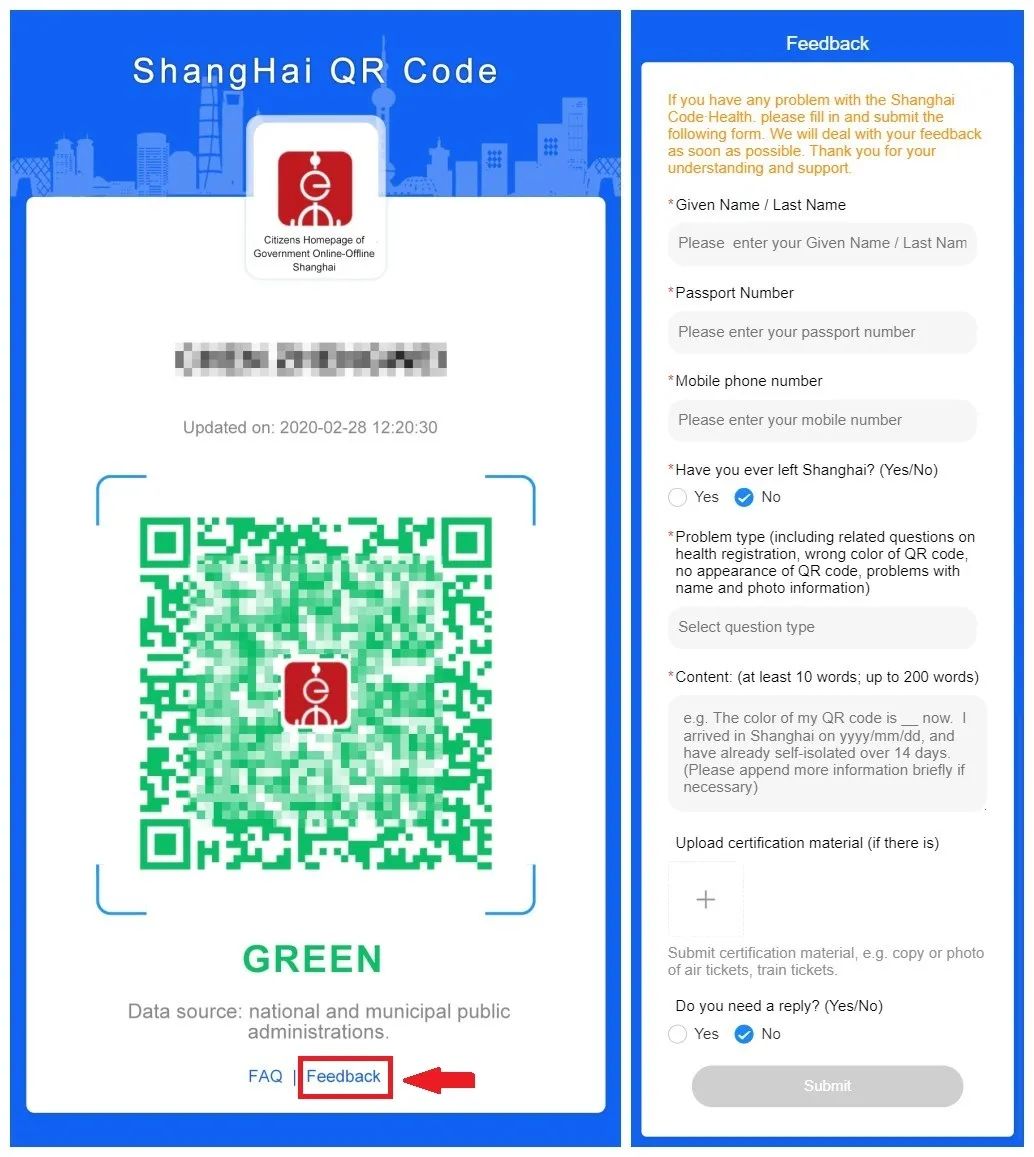 ShangHai QR Code
Citizens Homepage of
Government Online-Offline
Shanghai
Updated on: 2020-02-28 12:20:30
GREEN
Data source: national and municipal public
administrations.
FAQ | Feedback
Feedback
If you have any problem with the Shanghai
Code Health. please fill in and submit the
following form. We will deal with your feedback
as soon as possible. Thank you for your
understanding and support.
*Given Name / Last Name
Please enter your Given Name / Last Nam
*Passport Number
Please enter your passport number
*Mobile phone number
Please enter your mobile number
*Have you ever left Shanghai? (Yes/No)
Yes No
*Problem type (including related questions on
health registration, wrong color of QR code,
no appearance of QR code, problems with
name and photo information)
Select question type
*Content: (at least 10 words; up to 200 words)
e.g. The color of my QR code is __ now. I
arrived in Shanghai on yyyy/mm/dd, and
have already self-isolated over 14 days.
(Please append more information briefly if
necessary)
Upload certification material (if there is)
Submit certification material, e.g. copy or photo
of air tickets, train tickets.
Do you need a reply? (Yes/No)
Yes No
Submit